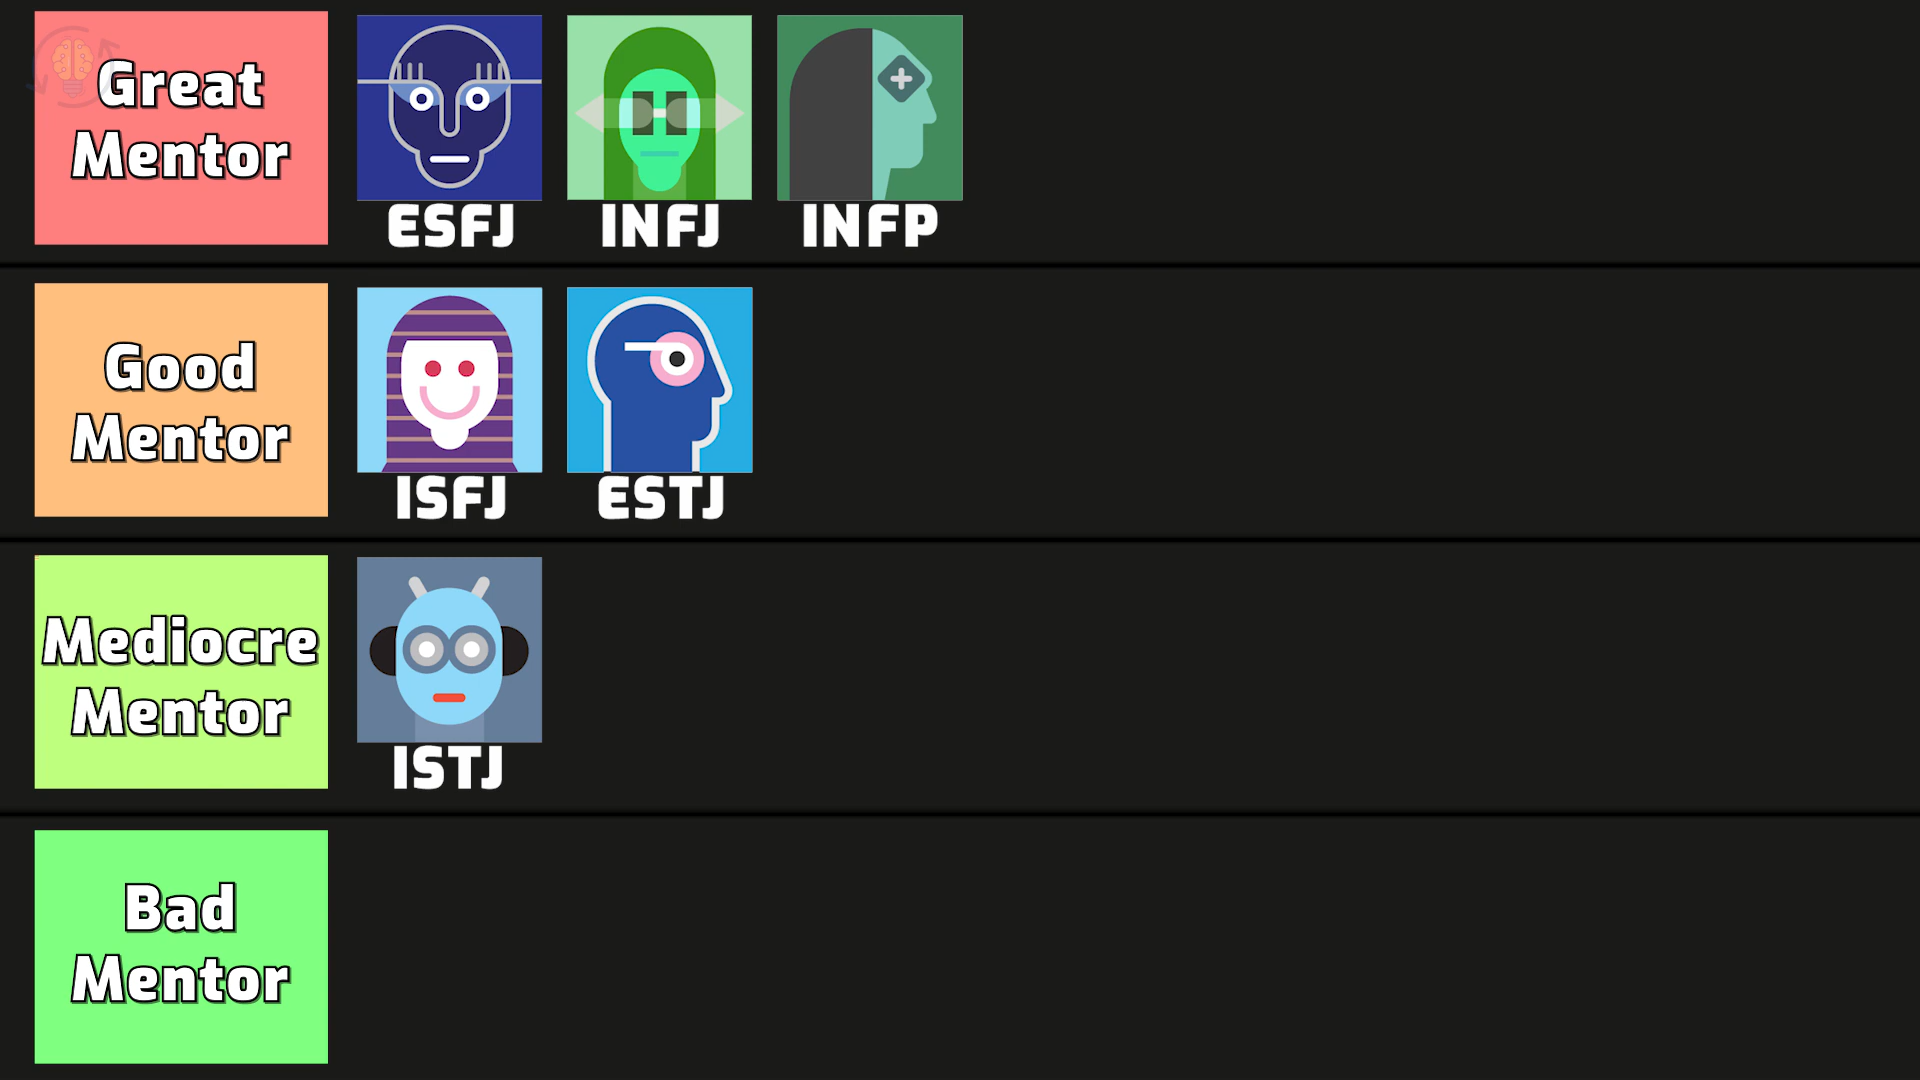 Great
Mentor
ESFJ
INFJ
INFP
Good
Mentor
ISFJ
ESTJ
Mediocre
Mentor
ISTJ
Bad
Mentor